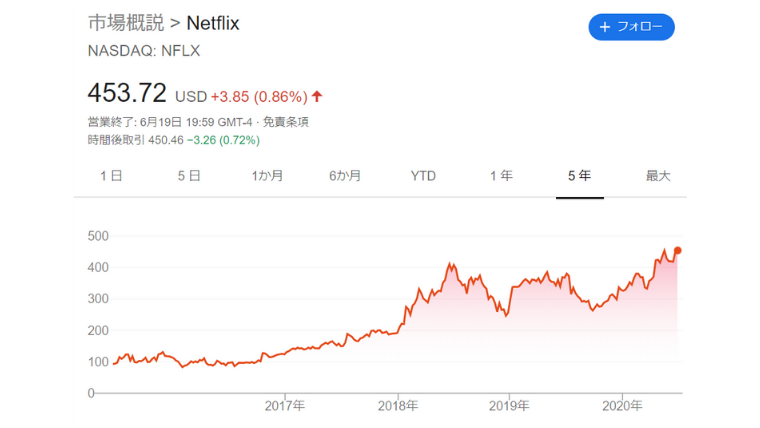 市場概説 > Netflix
+ フォロー
NASDAQ: NFLX
453.72 USD +3.85 (0.86%) ↑
営業終了: 6月19日 19:59 GMT-4 · 免責条項
時間後取引 450.46 −3.26 (0.72%)
1日 5日 1か月 6か月 YTD 1年 5年 最大
500
400
300
200
100
0
2017年 2018年 2019年 2020年